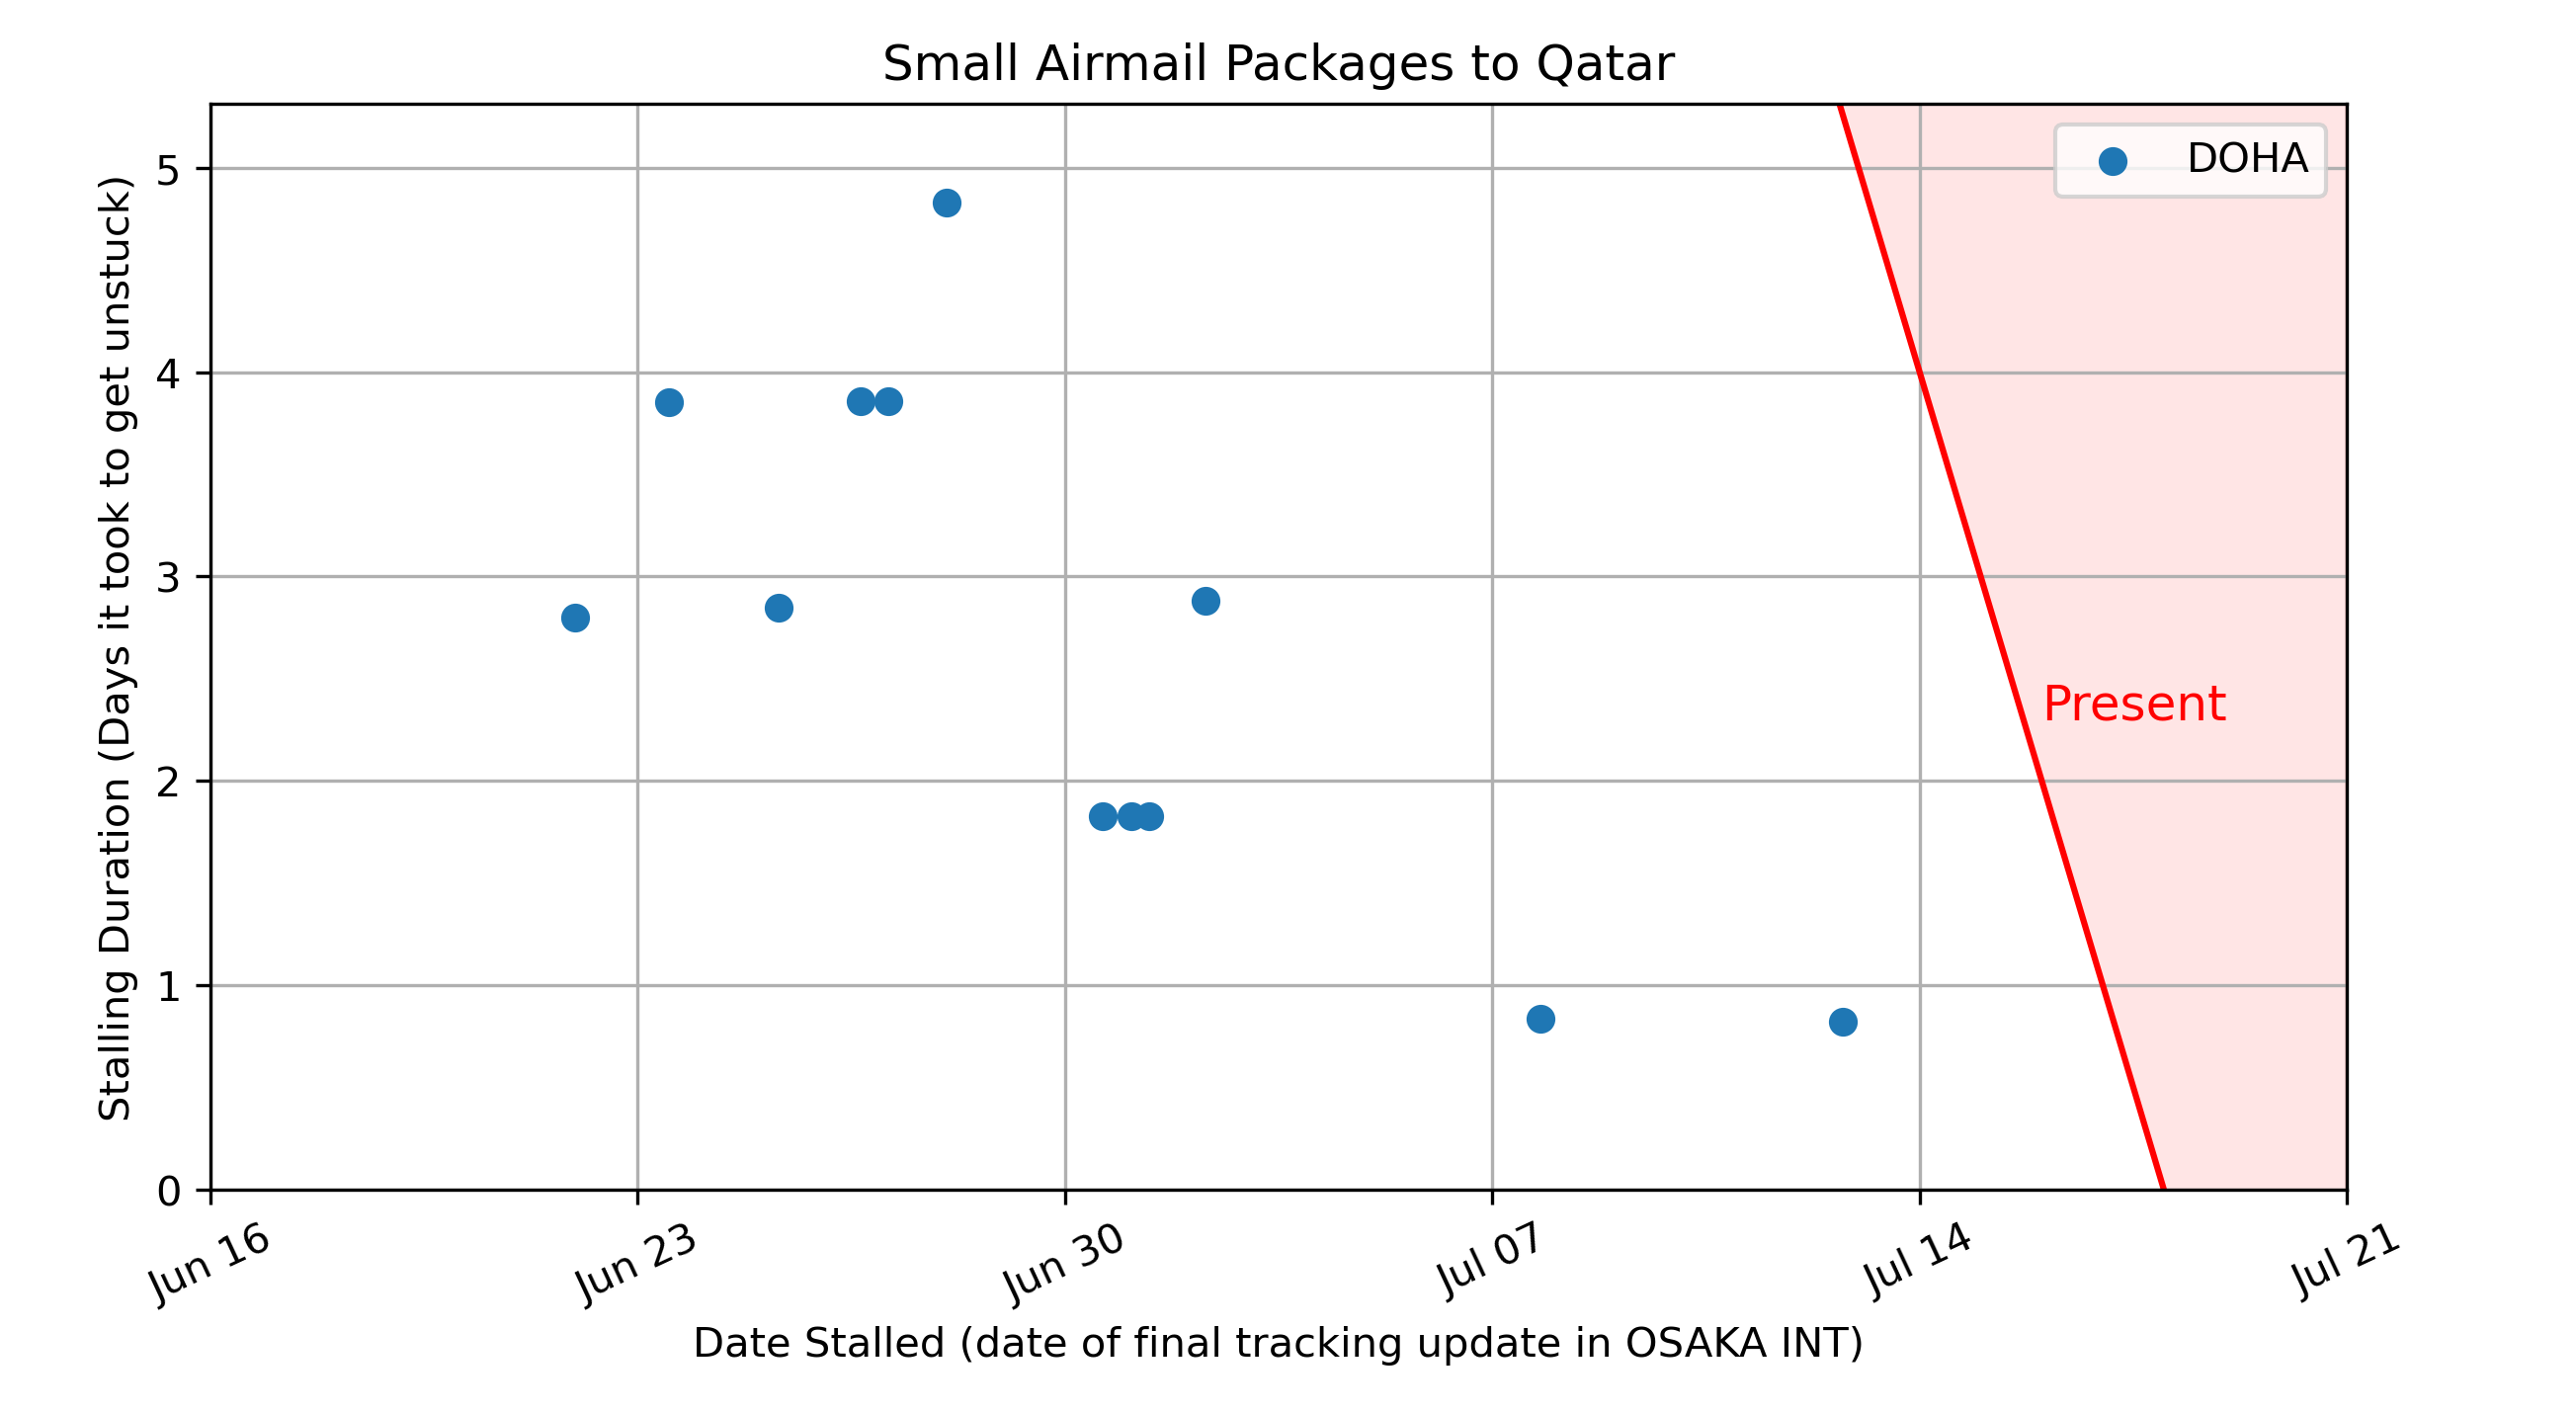 Small Airmail Packages to Qatar
DOHA
Present
Stalling Duration (Days it took to get unstuck)
5
4
3
2
1
0
Jun 16
Jun 23
Jun 30
Jul 07
Jul 14
Jul 21
Date Stalled (date of final tracking update in OSAKA INT)